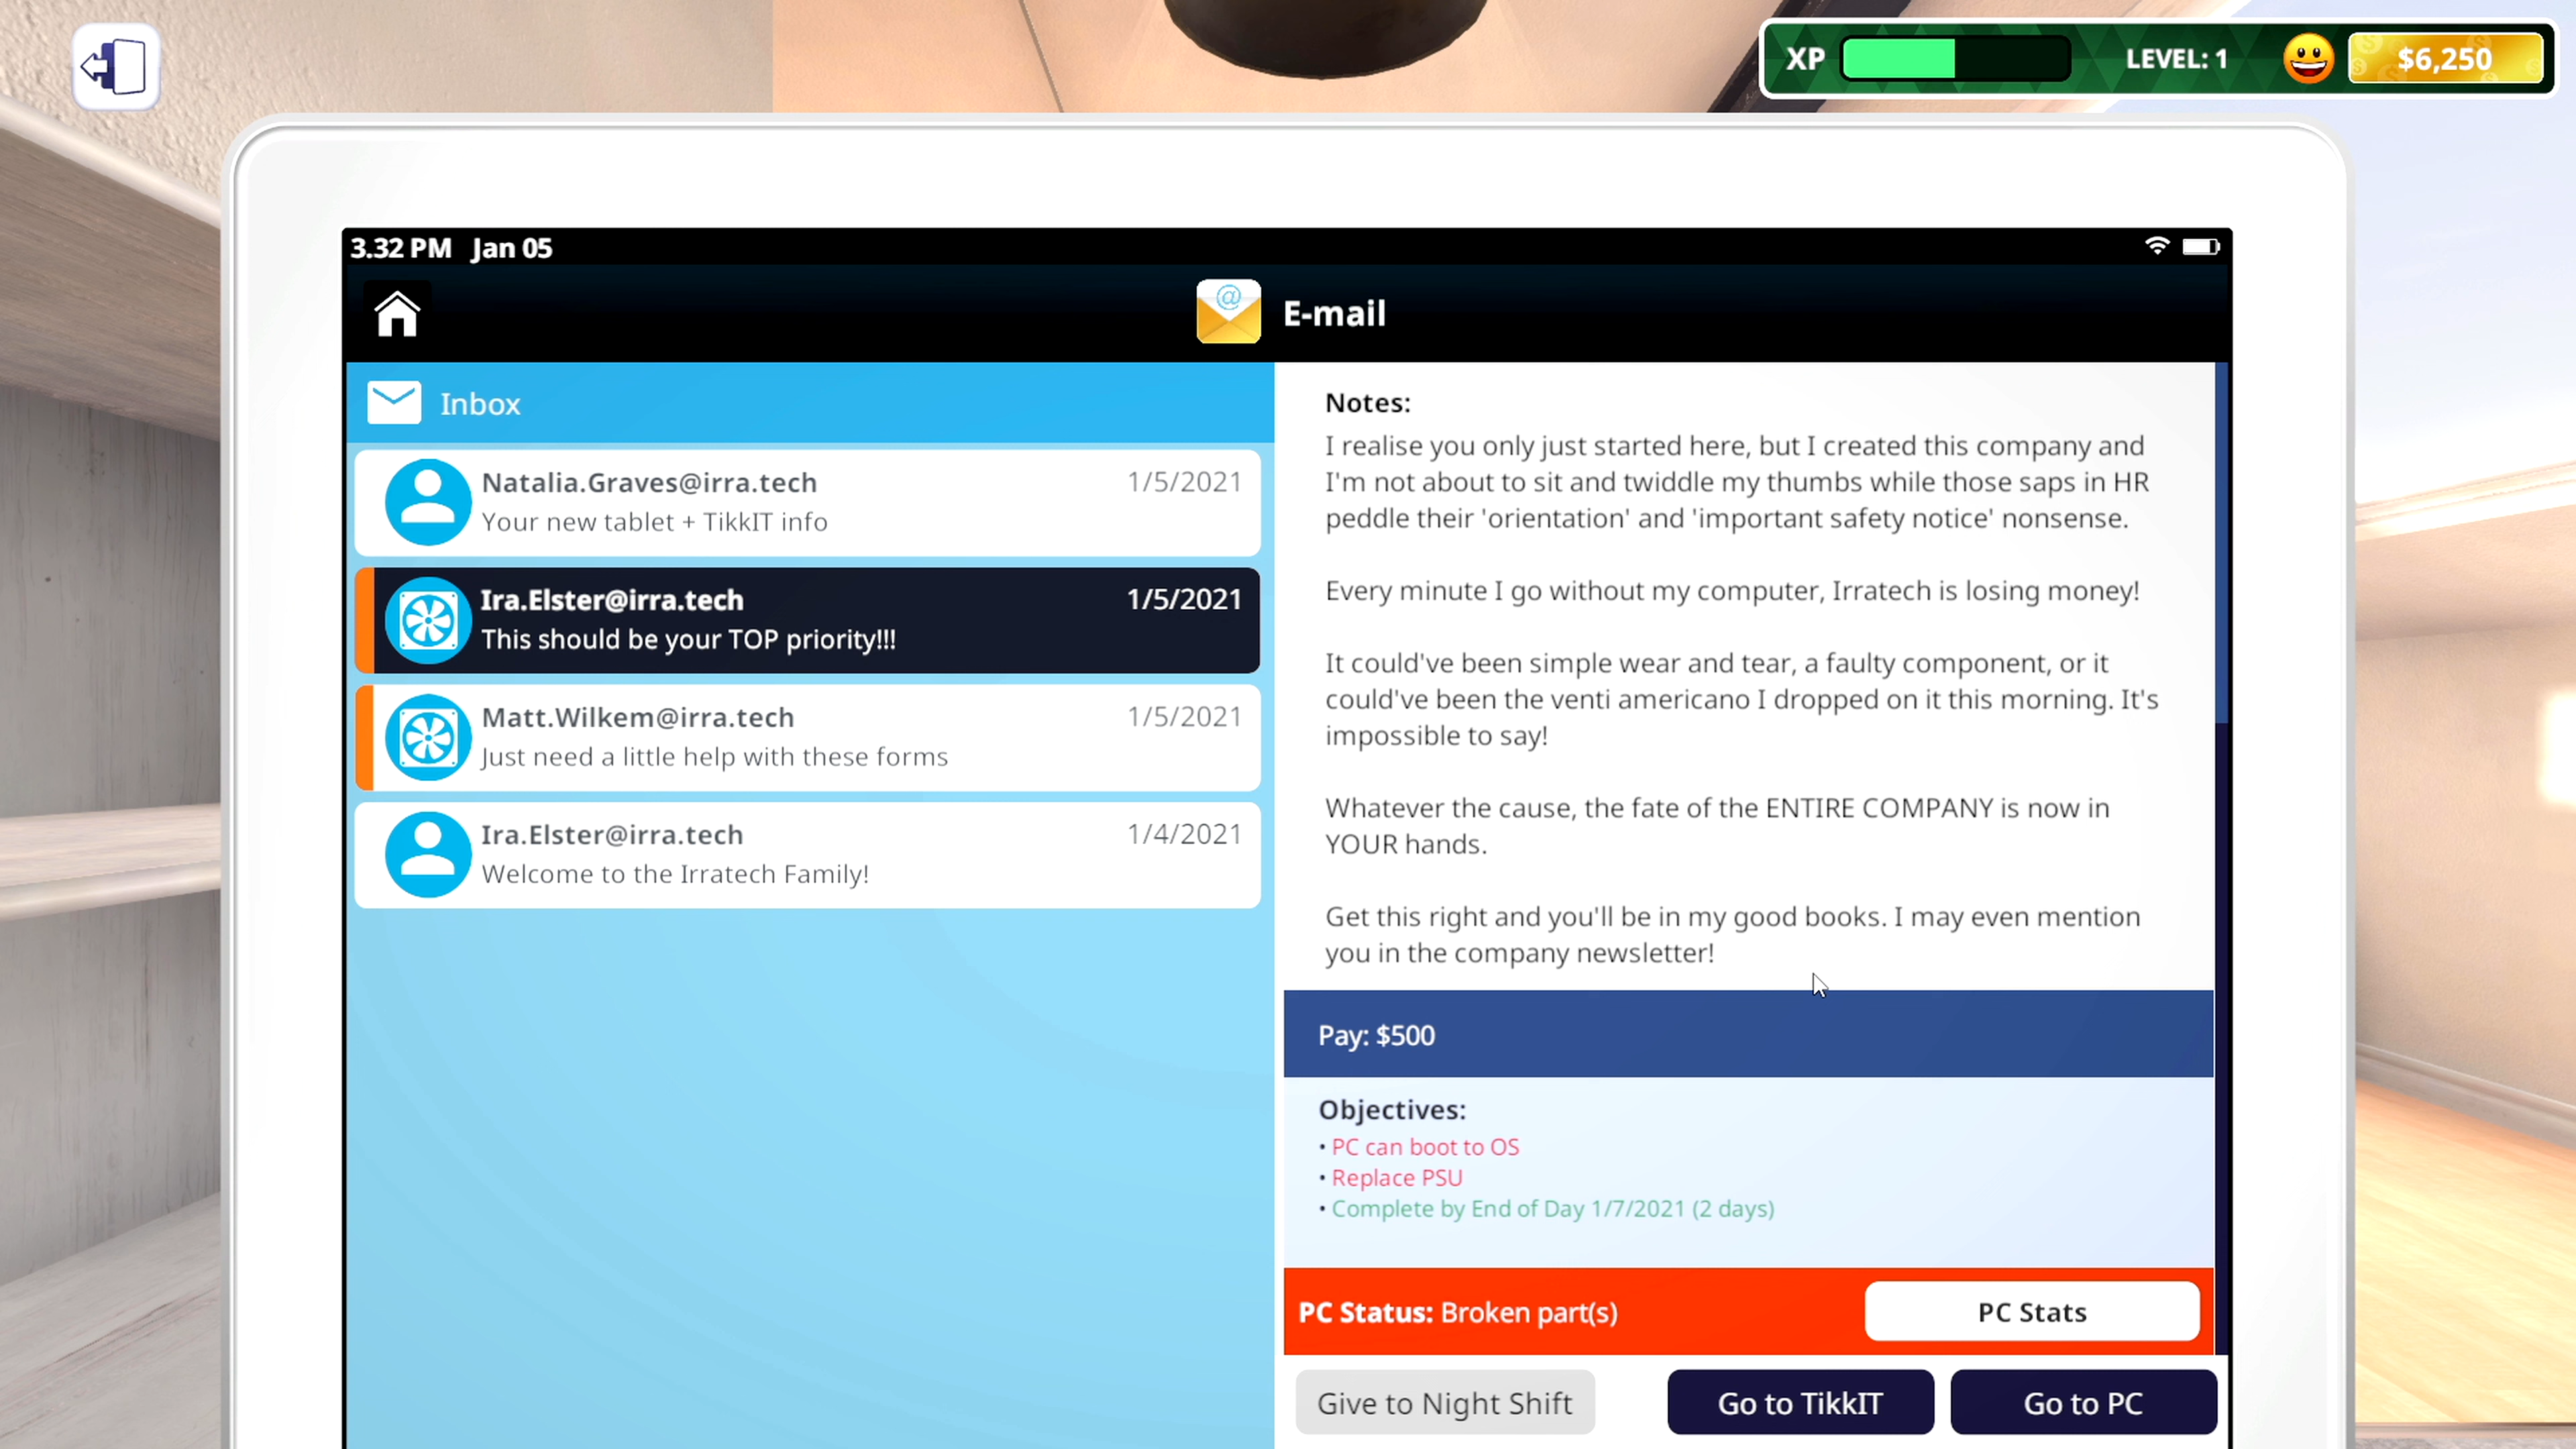 XP
LEVEL: 1
$6,250
3.32 PM Jan 05
@
E-mail
Inbox
Natalia.Graves@irra.tech 1/5/2021
Your new tablet + TikkIT info
Ira.Elster@irra.tech 1/5/2021
This should be your TOP priority!!!
Matt.Wilkem@irra.tech 1/5/2021
Just need a little help with these forms
Ira.Elster@irra.tech 1/4/2021
Welcome to the Irratech Family!
Notes:
I realise you only just started here, but I created this company and
I'm not about to sit and twiddle my thumbs while those saps in HR
peddle their 'orientation' and 'important safety notice' nonsense.
Every minute I go without my computer, Irratech is losing money!
It could've been simple wear and tear, a faulty component, or it
could've been the venti americano I dropped on it this morning. It's
impossible to say!
Whatever the cause, the fate of the ENTIRE COMPANY is now in
YOUR hands.
Get this right and you'll be in my good books. I may even mention
you in the company newsletter!
Pay: $500
Objectives:
• PC can boot to OS
• Replace PSU
• Complete by End of Day 1/7/2021 (2 days)
PC Status: Broken part(s)
PC Stats
Give to Night Shift
Go to TikkIT
Go to PC